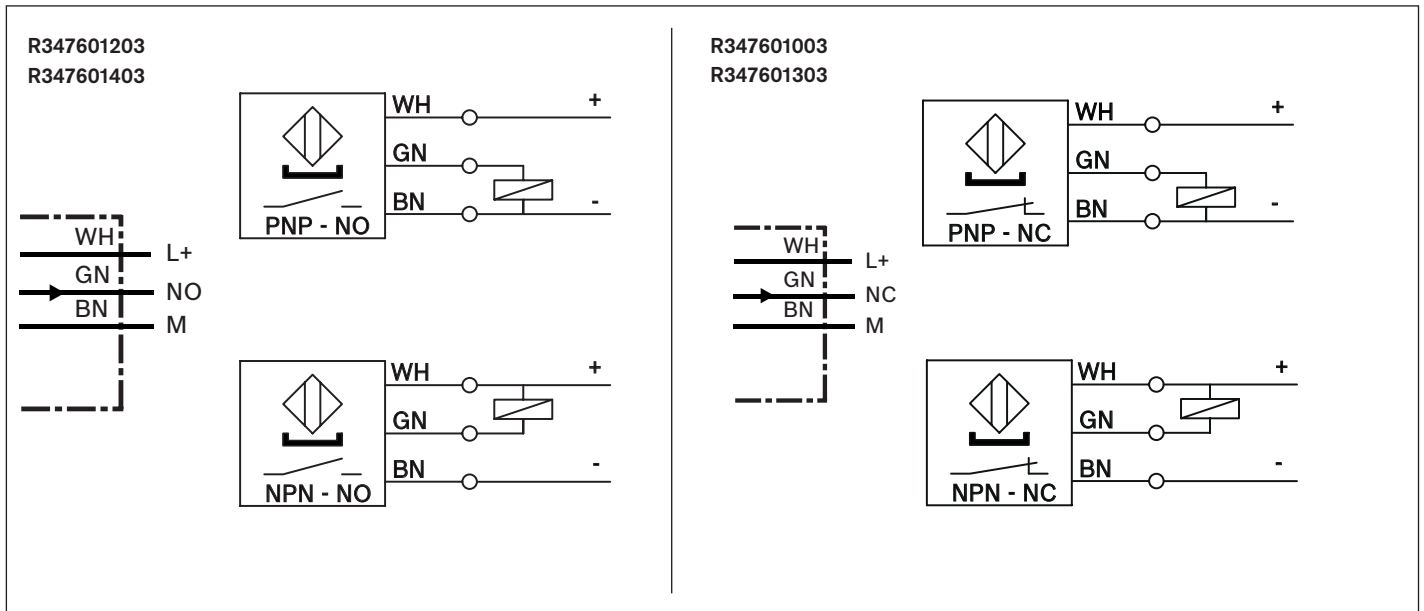 R347601203
R347601403
WH +
GN
BN -
PNP - NO
WH L+
GN NO
BN M
WH +
GN
BN -
NPN - NO
R347601003
R347601303
WH +
GN
BN -
PNP - NC
WH L+
GN NC
BN M
WH +
GN
BN -
NPN - NC